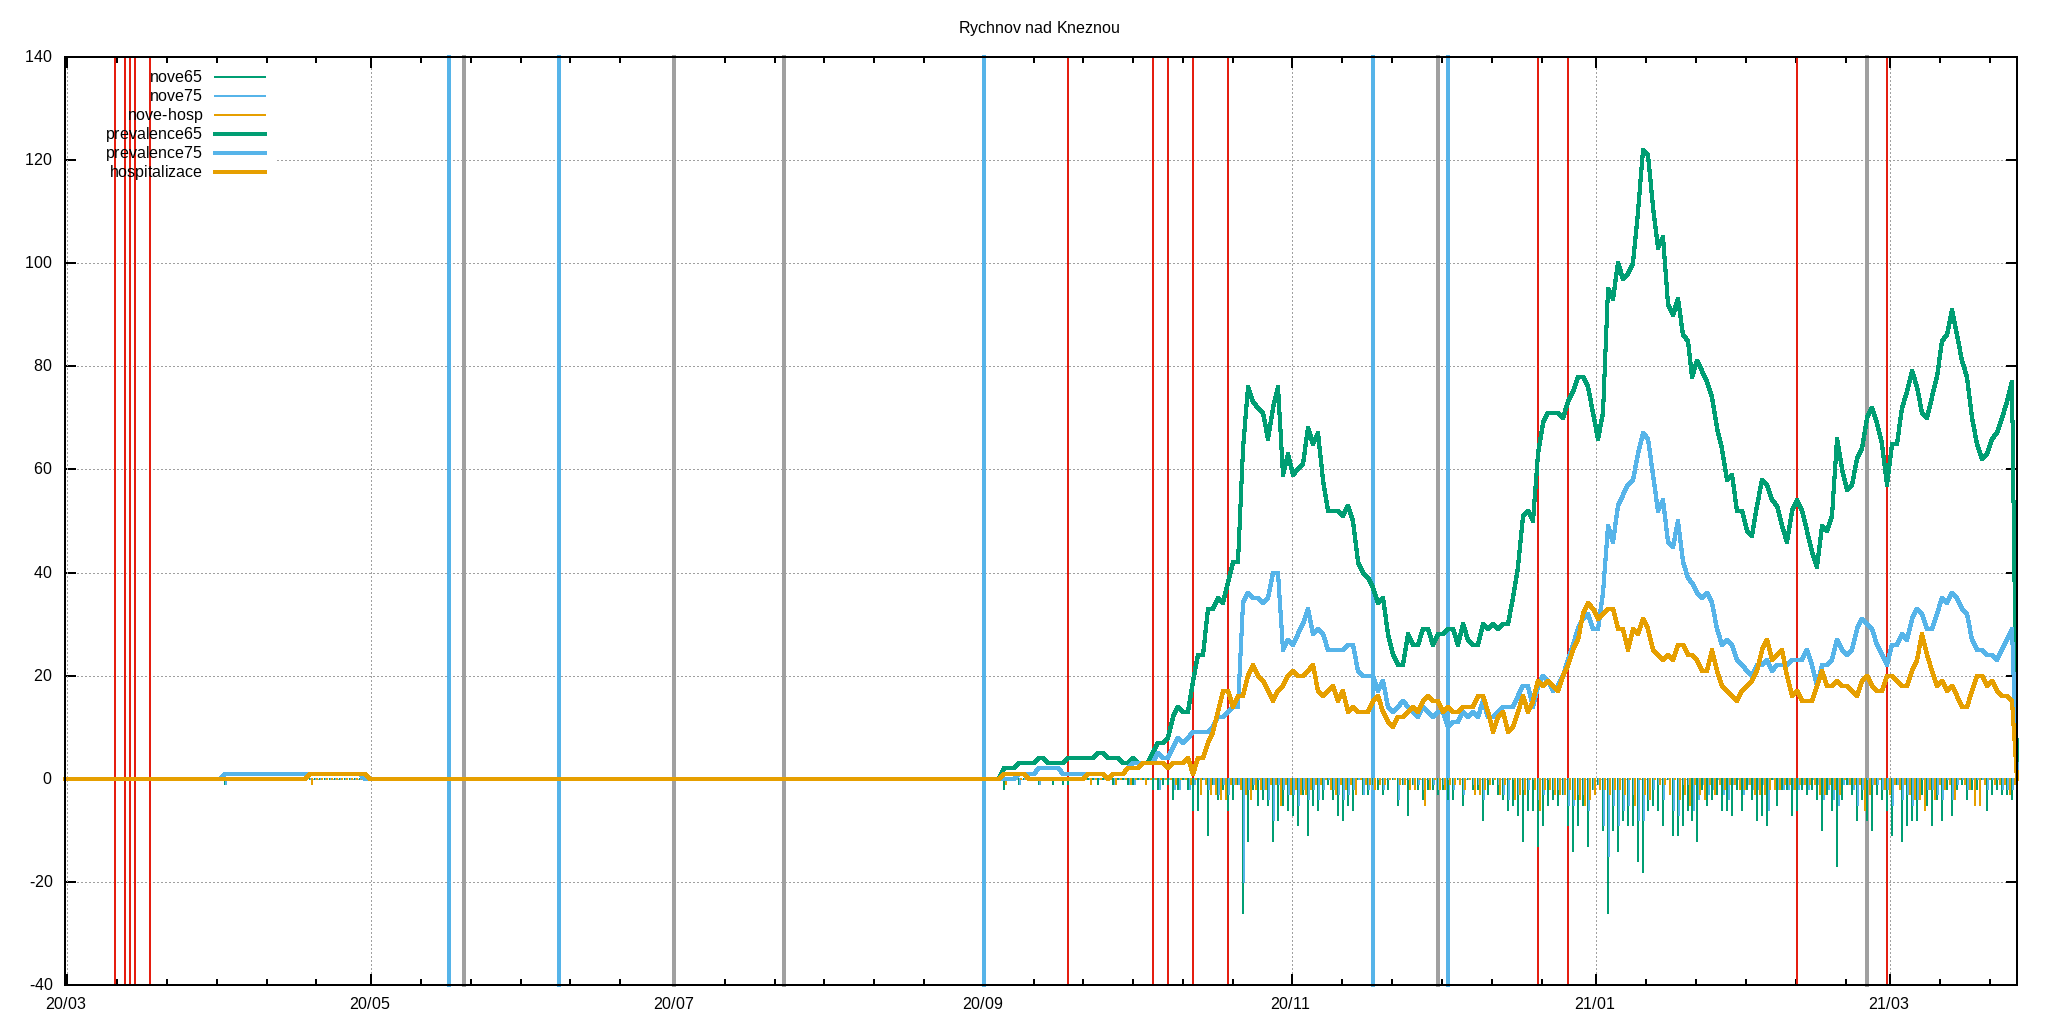 Rychnov nad Kneznou
140
120
100
80
60
40
20
0
-20
-40
nove65
nove75
nove-hosp
prevalence65
prevalence75
hospitalizace
20/03 20/05 20/07 20/09 20/11 21/01 21/03